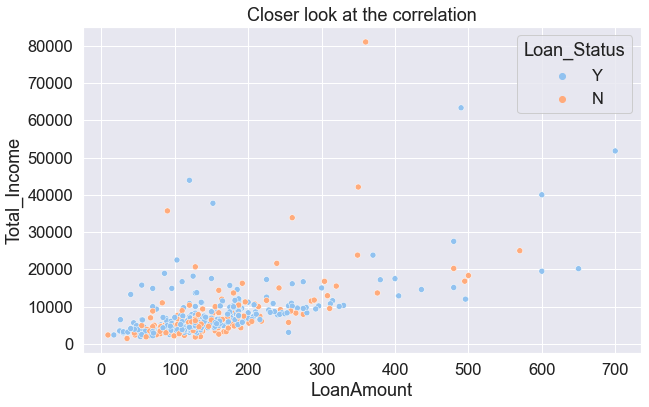 Closer look at the correlation
Loan_Status
Y
N
Total_Income
80000
70000
60000
50000
40000
30000
20000
10000
0
0 100 200 300 400 500 600 700
LoanAmount